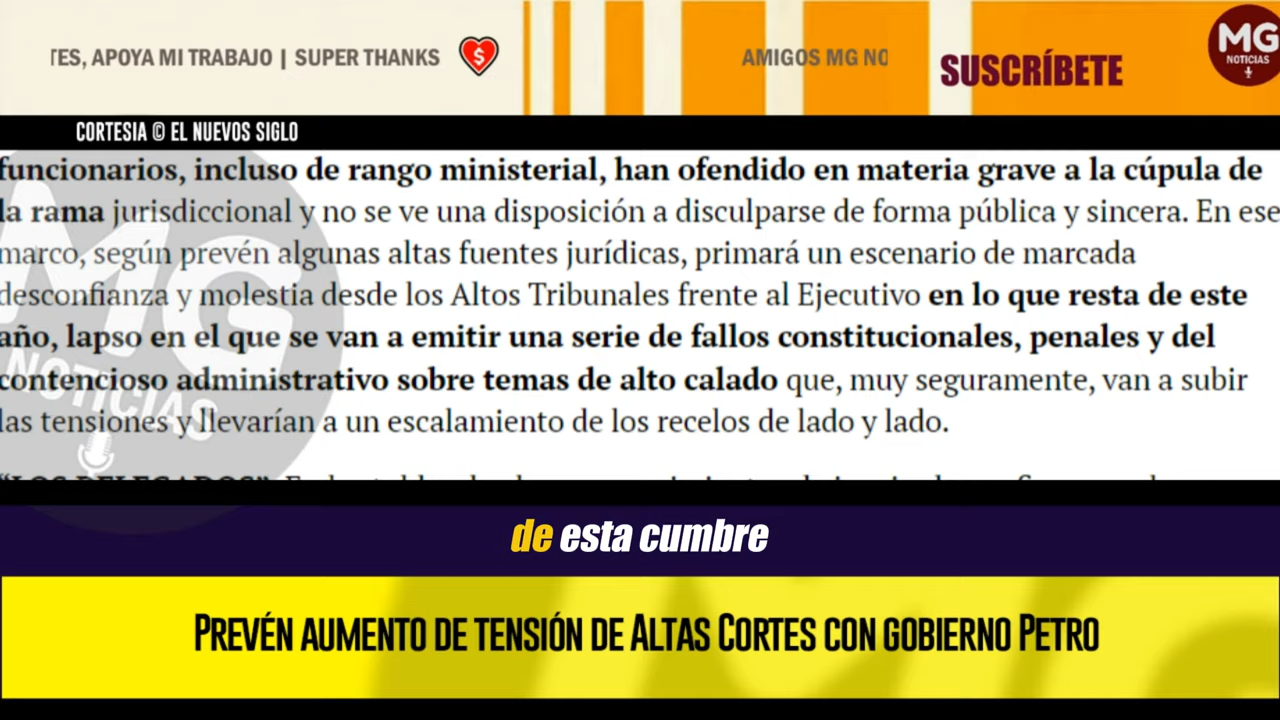 TES, APOYA MI TRABAJO | SUPER THANKS
AMIGOS MG NO
SUSCRÍBETE
MG
NOTICIAS
CORTESIA © EL NUEVOS SIGLO
funcionarios, incluso de rango ministerial, han ofendido en materia grave a la cúpula de
la rama jurisdiccional y no se ve una disposición a disculparse de forma pública y sincera. En ese
marco, según prevén algunas altas fuentes jurídicas, primará un escenario de marcada
desconfianza y molestia desde los Altos Tribunales frente al Ejecutivo en lo que resta de este
año, lapso en el que se van a emitir una serie de fallos constitucionales, penales y del
contencioso administrativo sobre temas de alto calado que, muy seguramente, van a subir
las tensiones y llevarían a un escalamiento de los recelos de lado y lado.
MG
NOTICIAS
"LOS DELEGADOS".
de esta cumbre
Prevén aumento de tensión de Altas Cortes con gobierno Petro